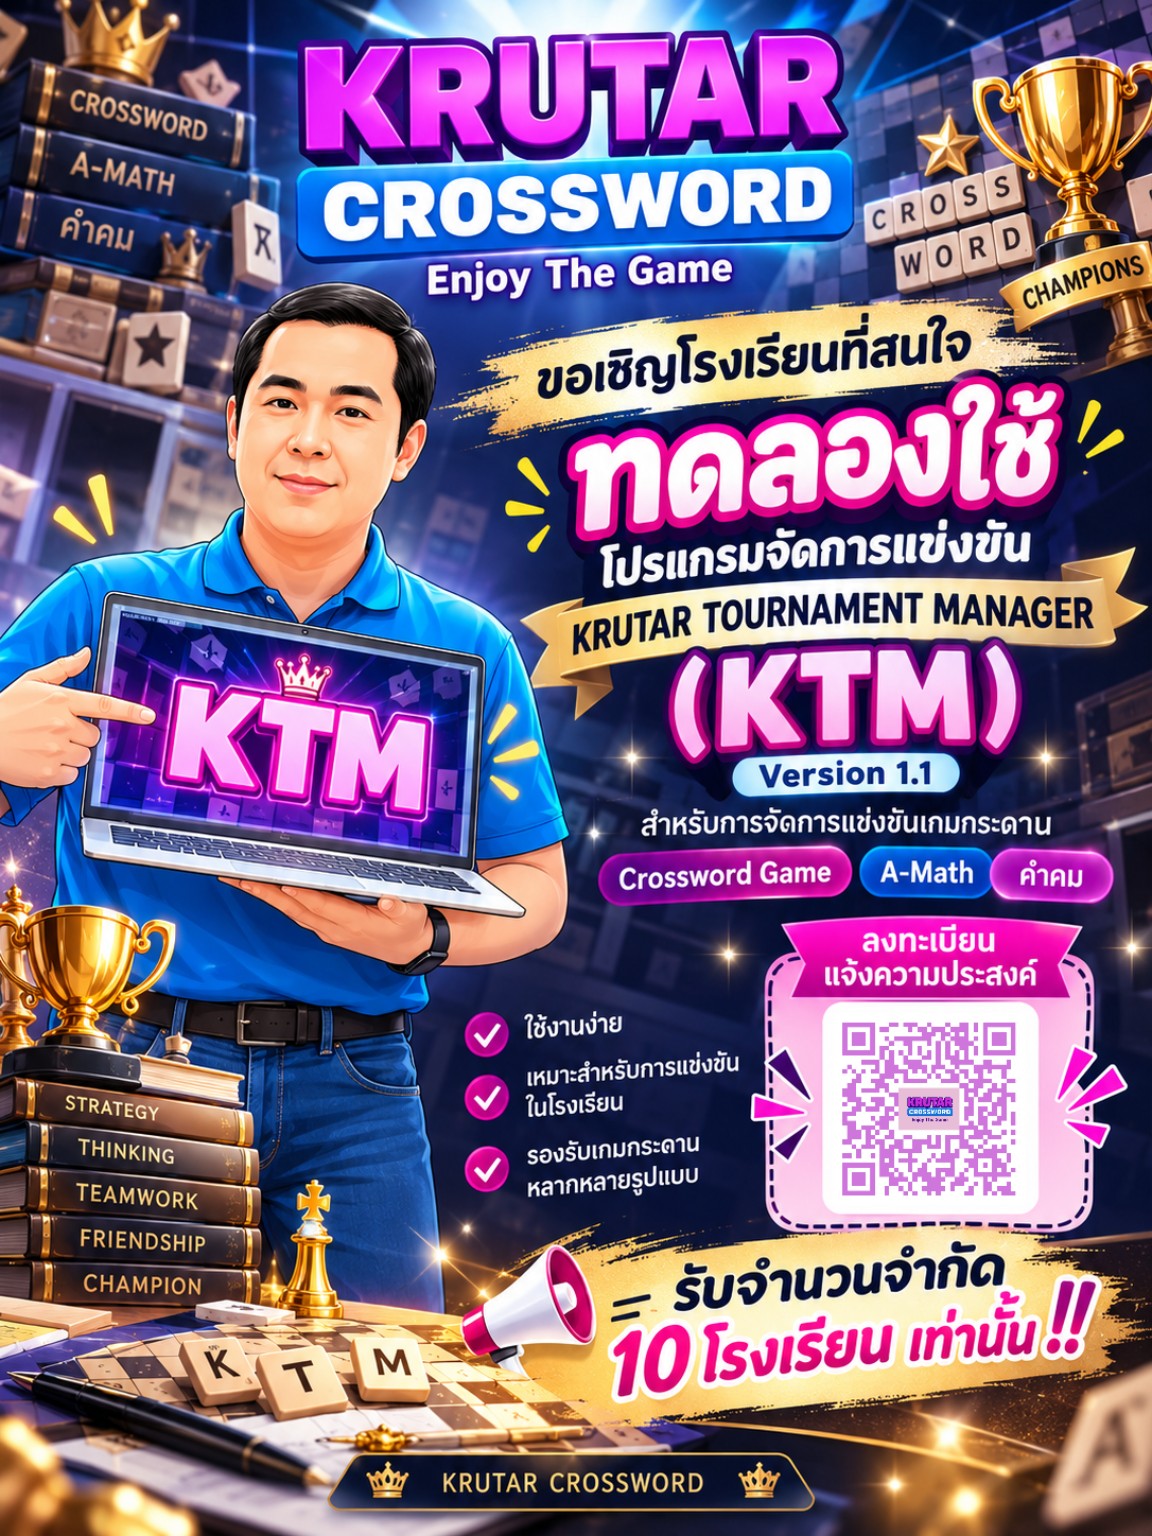 KRUTAR
CROSSWORD
Enjoy The Game
CROSSWORD
A-MATH
คำคม
CROSS
WORD
CHAMPIONS
ขอเชิญโรงเรียนที่สนใจ
ทดลองใช้
โปรแกรมจัดการแข่งขัน
KRUTAR TOURNAMENT MANAGER
(KTM)
Version 1.1
สำหรับการจัดการแข่งขันเกมกระดาน
Crossword Game A-Math คำคม
KTM
ลงทะเบียน
แจ้งความประสงค์
KRUTAR
CROSSWORD
Enjoy The Game
ใช้งานง่าย
เหมาะสำหรับการแข่งขัน
ในโรงเรียน
รองรับเกมกระดาน
หลากหลายรูปแบบ
STRATEGY
THINKING
TEAMWORK
FRIENDSHIP
CHAMPION
รับจำนวนจำกัด
10 โรงเรียน เท่านั้น !!
K T M
A
KRUTAR CROSSWORD